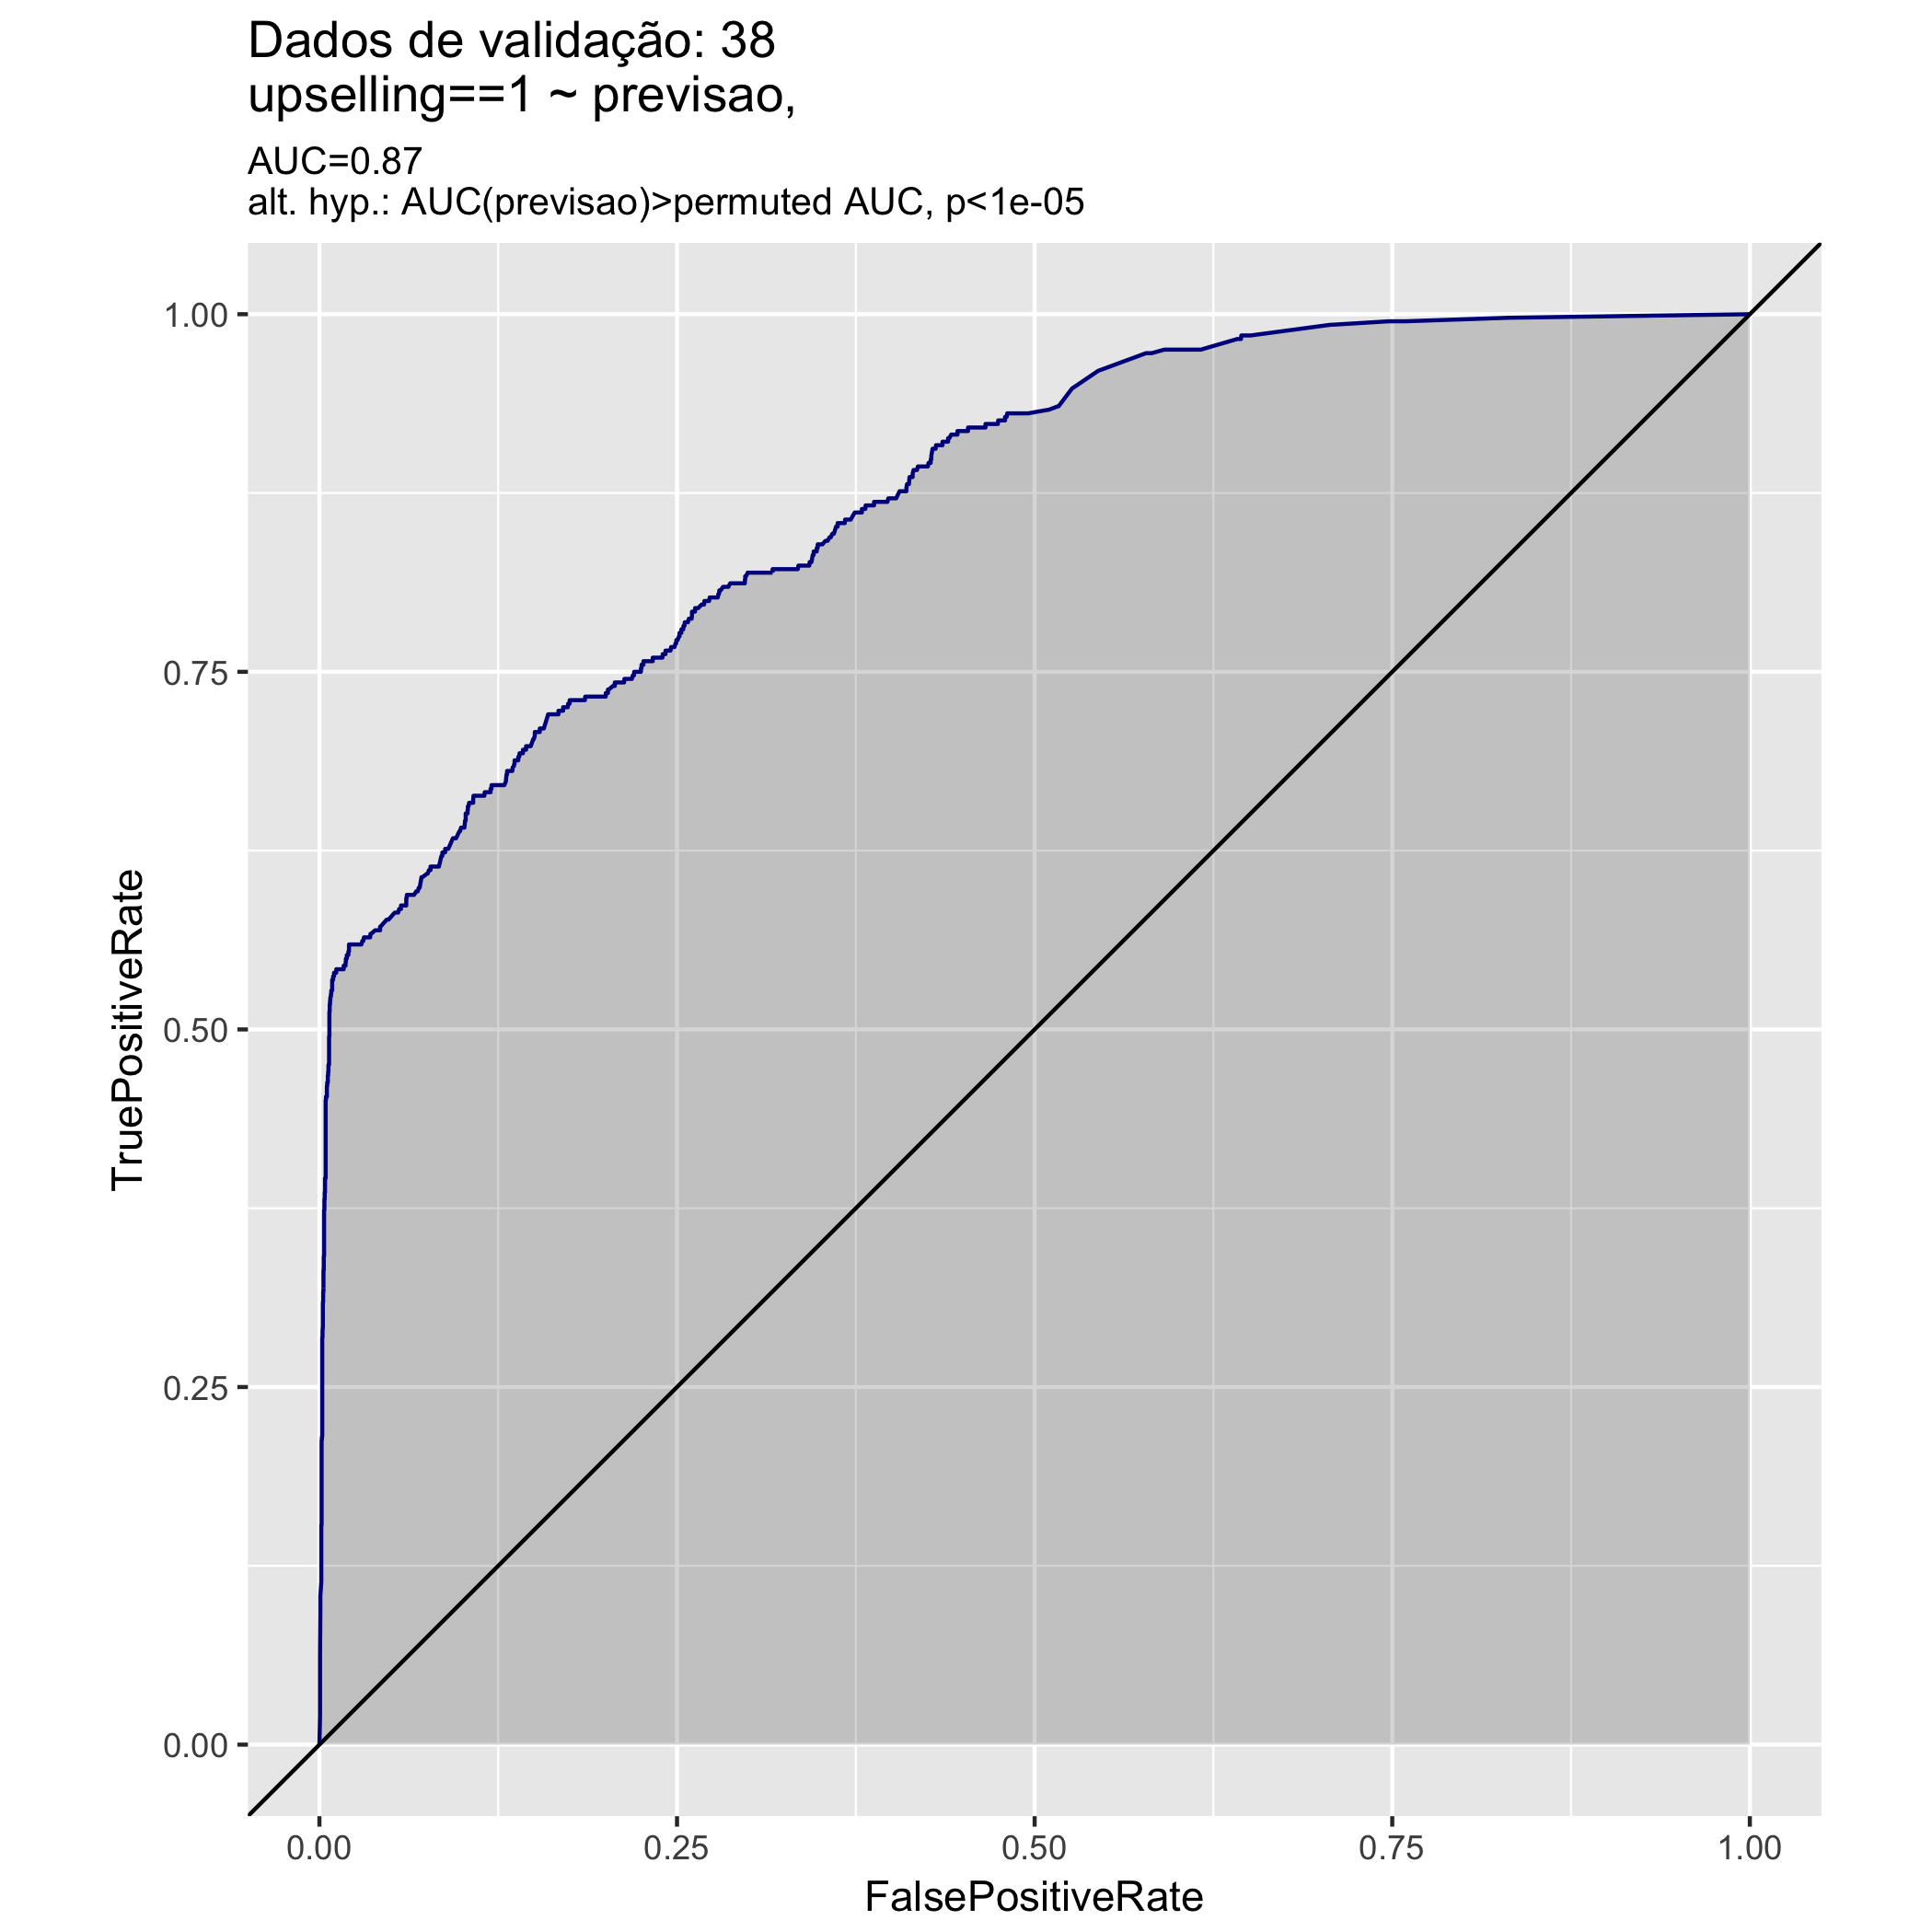 Dados de validação: 38
upselling==1 ~ previsao,
AUC=0.87
alt. hyp.: AUC(previsao)>permuted AUC, p<1e-05
1.00
0.75
0.50
0.25
0.00
TruePositiveRate
0.00 0.25 0.50 0.75 1.00
FalsePositiveRate